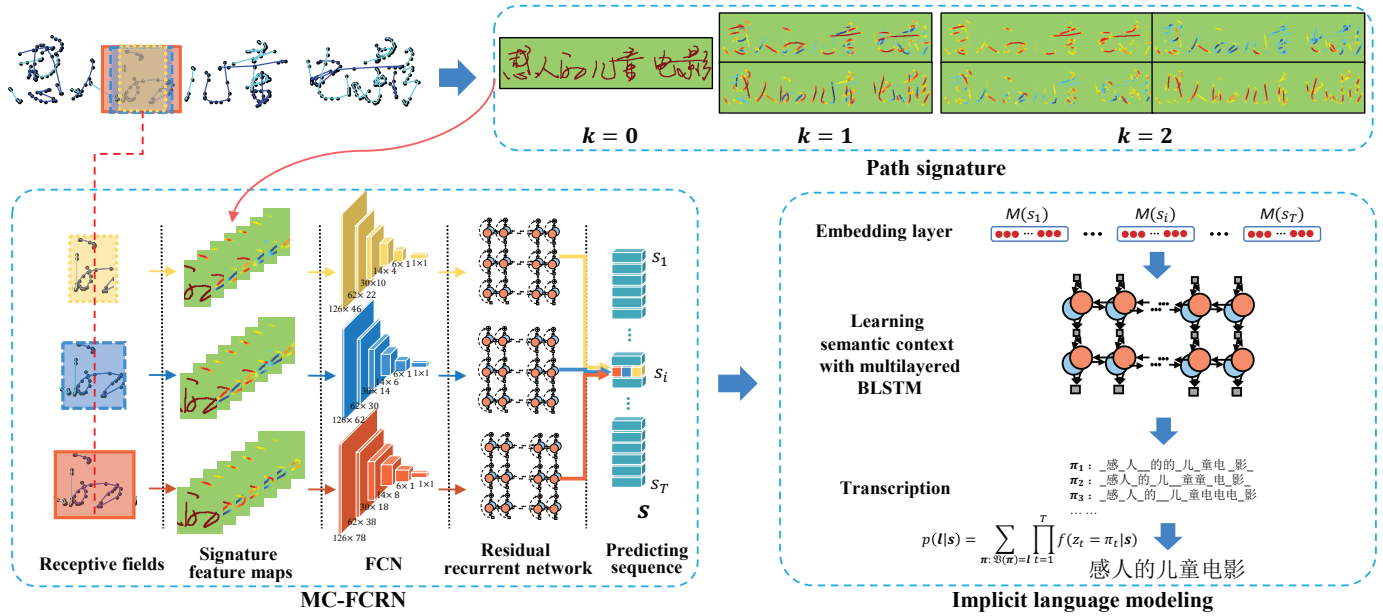 感人的儿童电影
k = 0
k = 1
k = 2
Path signature
126× 46
62× 22
30×10
14× 4
6× 1
1×1
126× 62
62× 30
30× 14
14× 6
6× 1
1×1
126× 78
62× 38
30 × 18
14× 8
6× 1
1×1
s1
si
sT
s
Receptive fields
Signature
feature maps
FCN
Residual
recurrent network
Predicting
sequence
MC-FCRN
Embedding layer
M(s1)
M(si)
M(sT)
Learning
semantic context
with multilayered
BLSTM
Transcription
π1 : _感_人__的的_儿_童电_影_
π2 : _感人_的_儿__童童_电_影_
π3 : _感_人_的__儿_童电电电_影
... ...
p(l|s) = ∑π: 𝔅(π)=l ∏t=1T f(zt = πt|s)
感人的儿童电影
Implicit language modeling